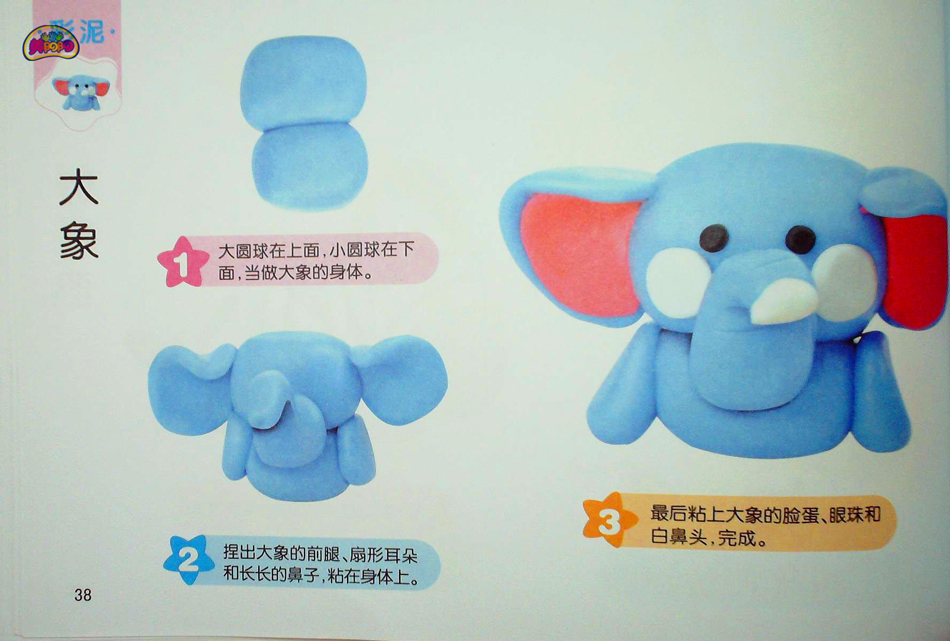 彩泥·
大象
1
大圆球在上面,小圆球在下
面,当做大象的身体。
2
捏出大象的前腿、扇形耳朵
和长长的鼻子,粘在身体上。
3
最后粘上大象的脸蛋、眼珠和
白鼻头,完成。
38